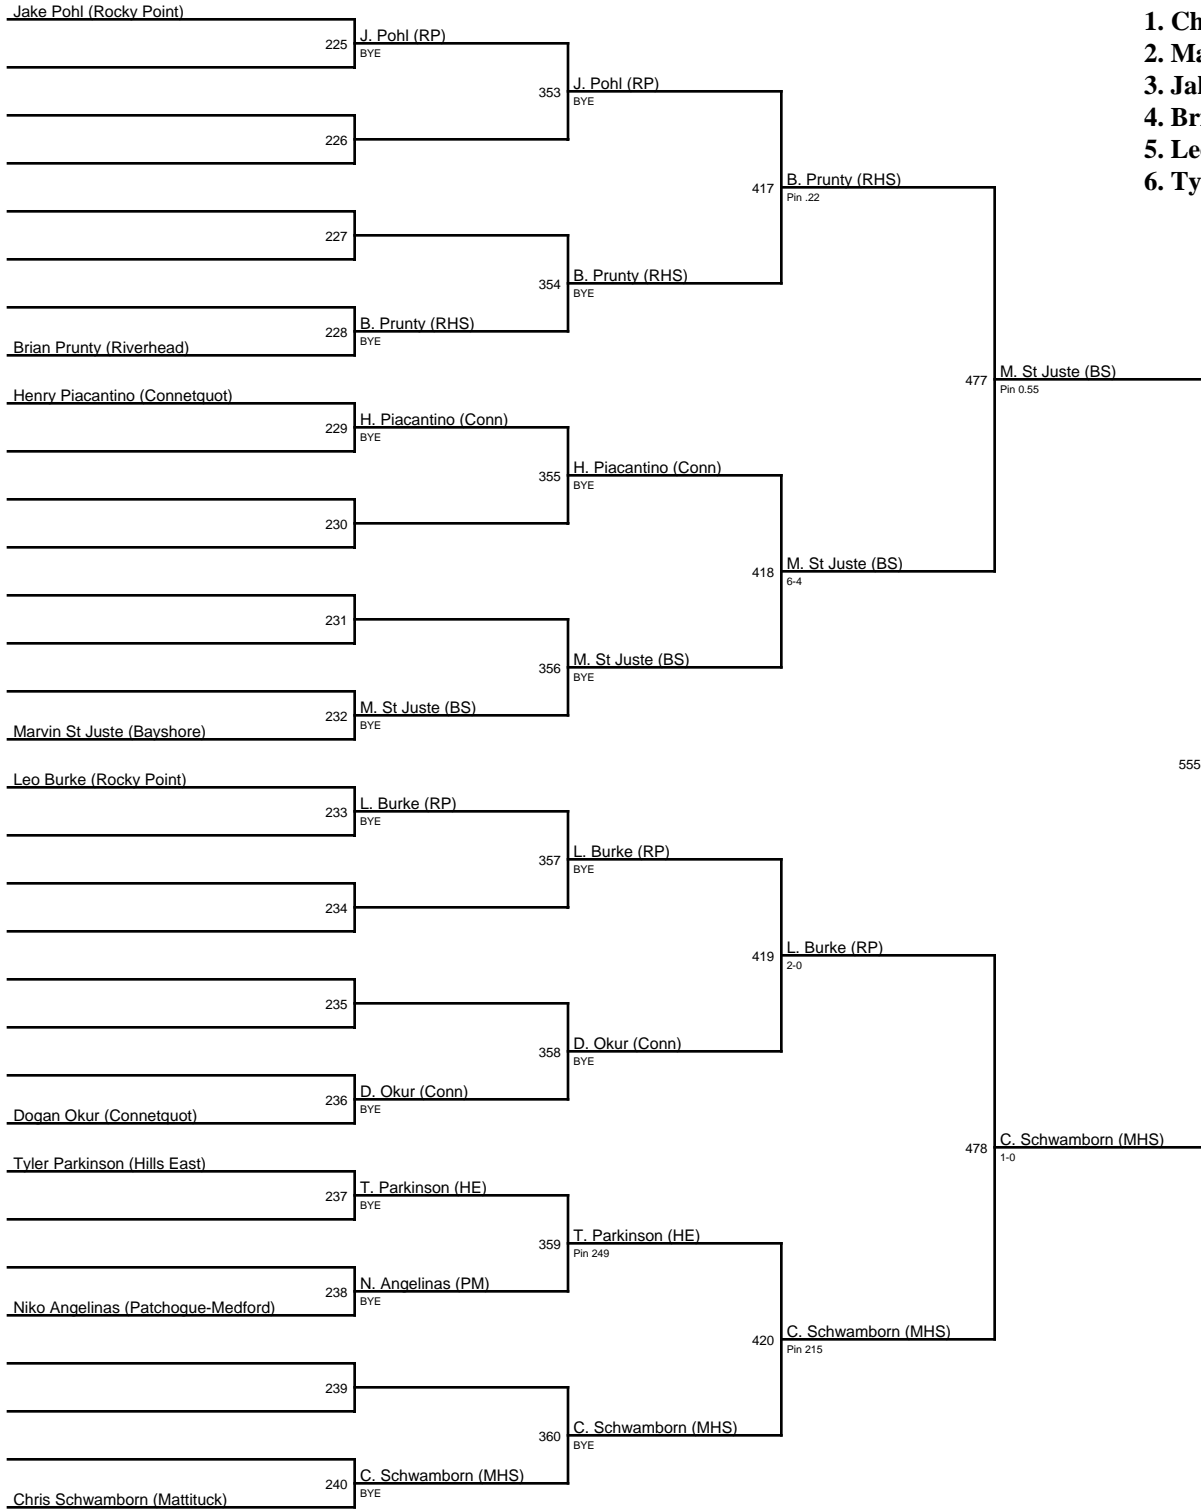 Jake Pohl (Rocky Point)
1. Ch
2. Ma
3. Jal
4. Br
5. Le
6. Ty
225 J. Pohl (RP)
BYE
353 J. Pohl (RP)
BYE
226
417 B. Prunty (RHS)
Pin .22
227
354 B. Prunty (RHS)
BYE
228 B. Prunty (RHS)
BYE
Brian Prunty (Riverhead)
477 M. St Juste (BS)
Pin 0.55
Henry Piacantino (Connetquot)
229 H. Piacantino (Conn)
BYE
355 H. Piacantino (Conn)
BYE
230
418 M. St Juste (BS)
6-4
231
356 M. St Juste (BS)
BYE
232 M. St Juste (BS)
BYE
Marvin St Juste (Bayshore)
555
Leo Burke (Rocky Point)
233 L. Burke (RP)
BYE
357 L. Burke (RP)
BYE
234
419 L. Burke (RP)
2-0
235
358 D. Okur (Conn)
BYE
236 D. Okur (Conn)
BYE
Dogan Okur (Connetquot)
478 C. Schwamborn (MHS)
1-0
Tyler Parkinson (Hills East)
237 T. Parkinson (HE)
BYE
359 T. Parkinson (HE)
Pin 249
238 N. Angelinas (PM)
BYE
Niko Angelinas (Patchogue-Medford)
420 C. Schwamborn (MHS)
Pin 215
239
360 C. Schwamborn (MHS)
BYE
240 C. Schwamborn (MHS)
BYE
Chris Schwamborn (Mattituck)